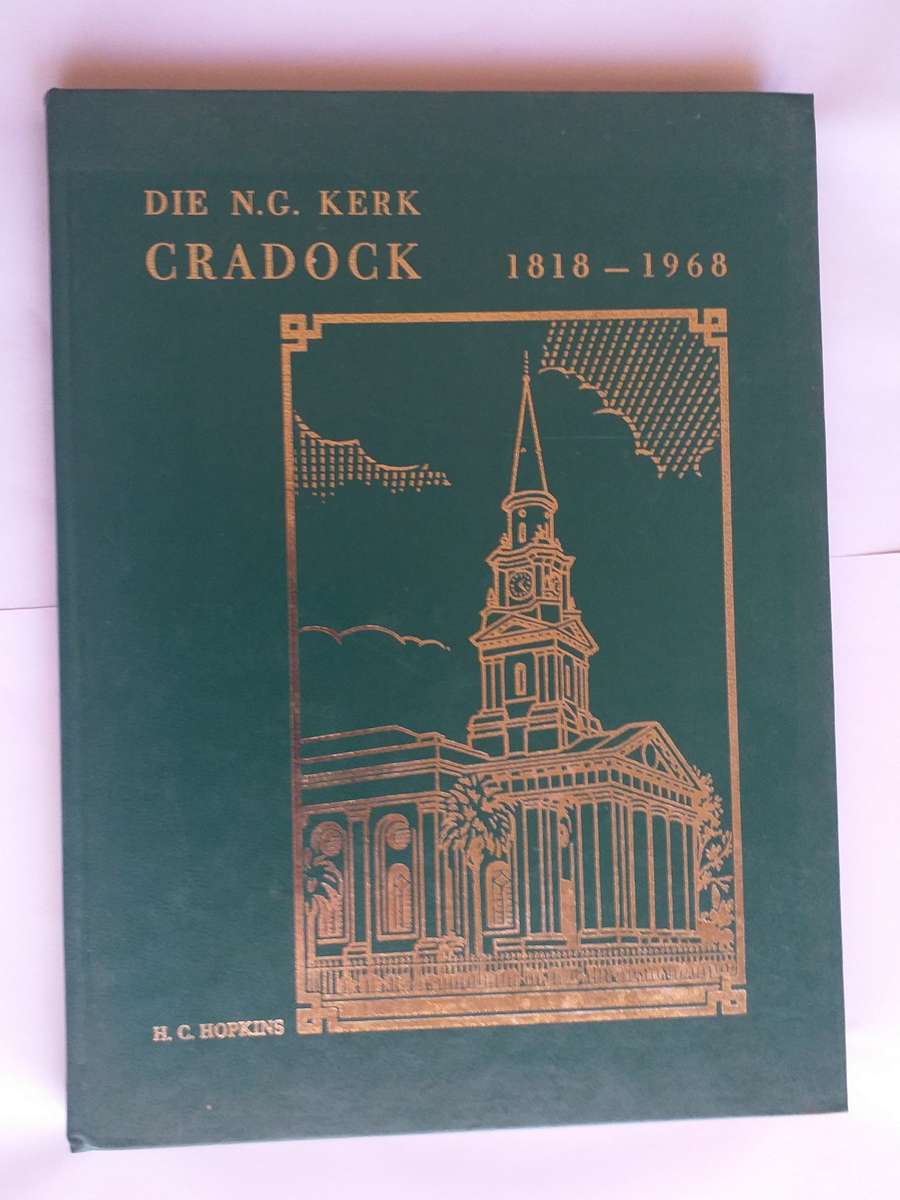 DIE N.G. KERK
CRADOCK 1818 – 1968
H. C. HOPKINS